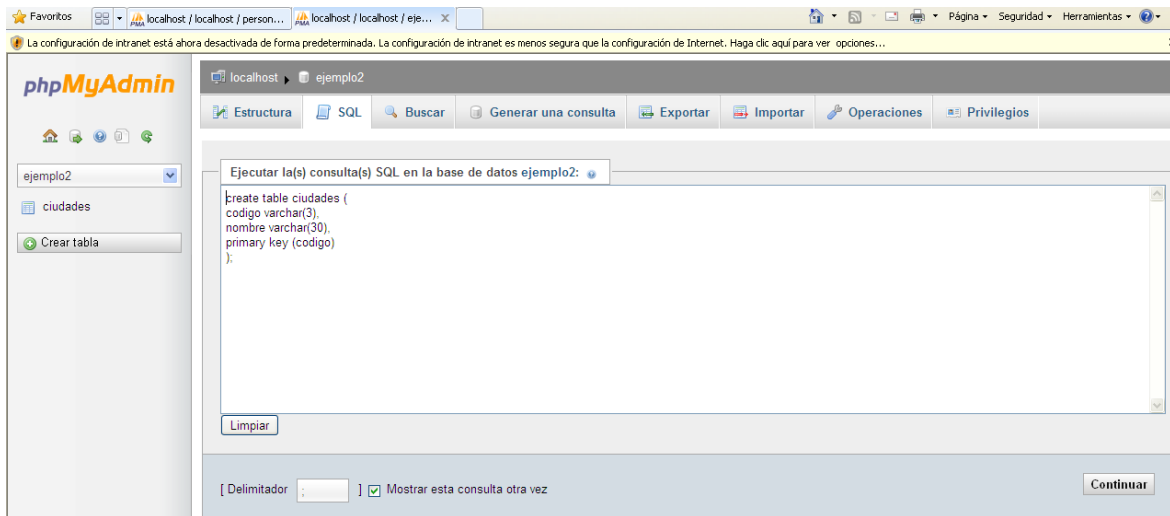 Favoritos
localhost / localhost / person...
localhost / localhost / eje...
Página
Seguridad
Herramientas
La configuración de intranet está ahora desactivada de forma predeterminada. La configuración de intranet es menos segura que la configuración de Internet. Haga clic aquí para ver opciones...
phpMyAdmin
localhost
ejemplo2
Estructura
SQL
Buscar
Generar una consulta
Exportar
Importar
Operaciones
Privilegios
ejemplo2
ciudades
Crear tabla
Ejecutar la(s) consulta(s) SQL en la base de datos ejemplo2:
create table ciudades (
codigo varchar(3),
nombre varchar(30),
primary key (codigo)
);
Limpiar
[ Delimitador ; ] Mostrar esta consulta otra vez
Continuar